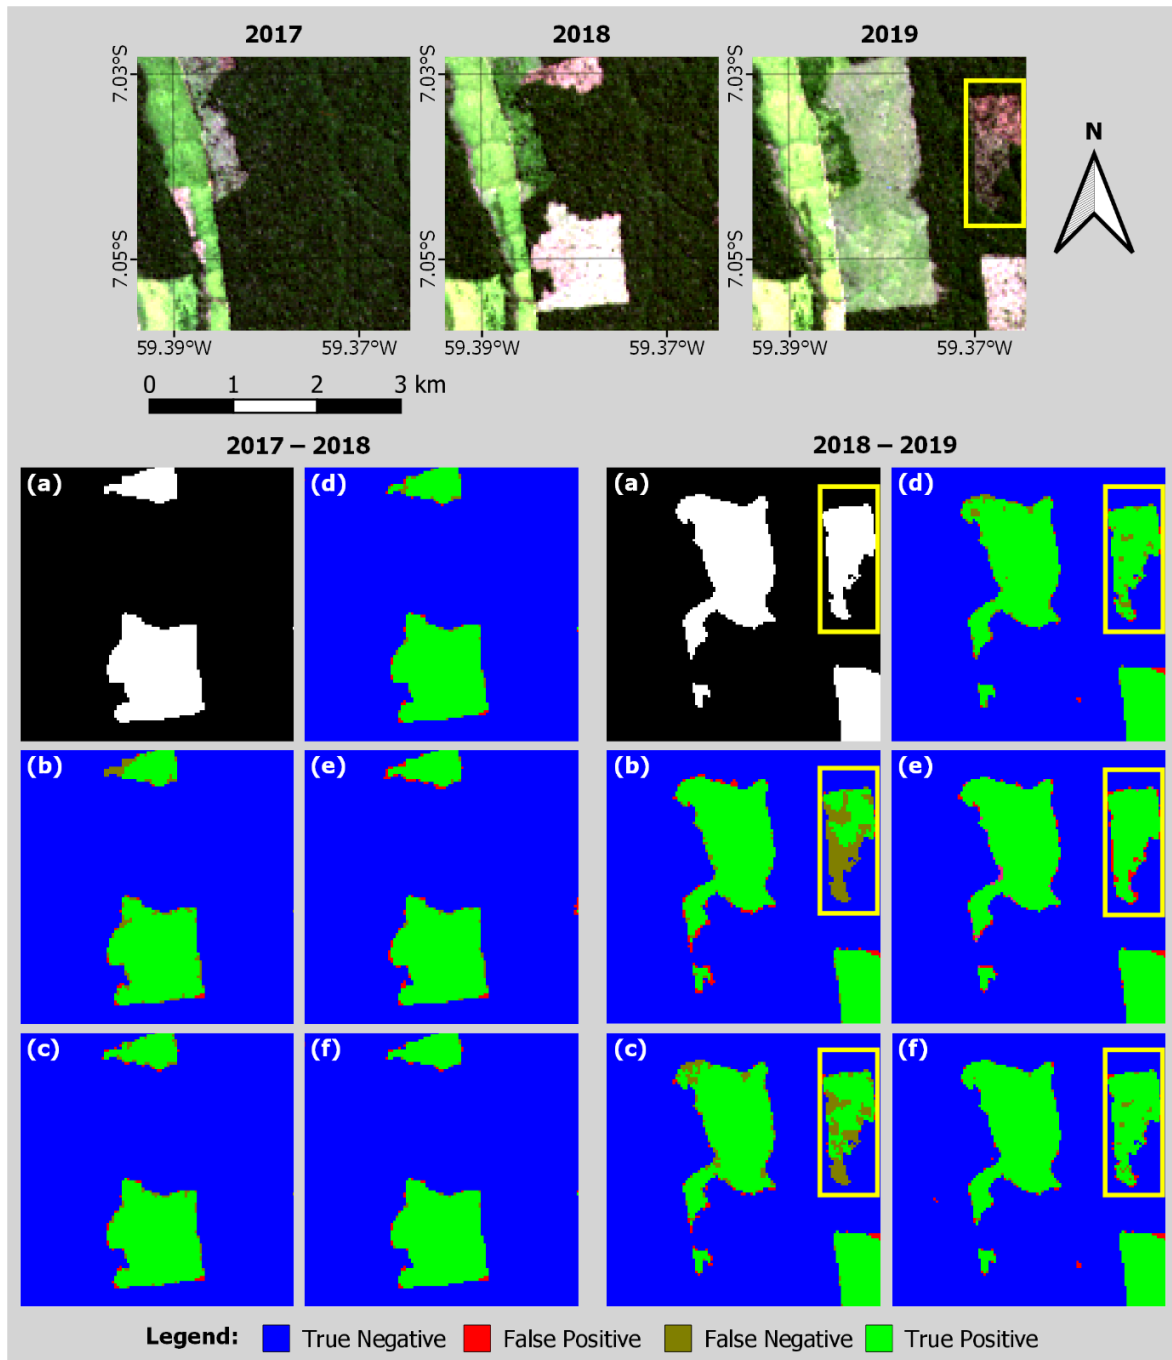 2017 2018 2019
7.03°S 7.03°S 7.03°S
N
7.05°S 7.05°S 7.05°S
59.39°W 59.37°W 59.39°W 59.37°W 59.39°W 59.37°W
0 1 2 3 km
2017 – 2018 2018 – 2019
(a) (d) (a) (d)
(b) (e) (b) (e)
(c) (f) (c) (f)
Legend: True Negative False Positive False Negative True Positive